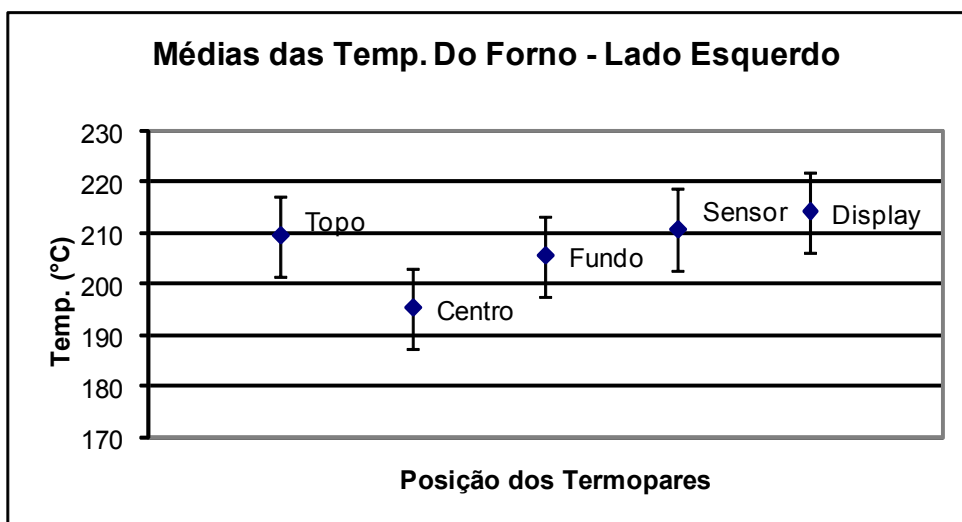 Médias das Temp. Do Forno - Lado Esquerdo
230
220
210
200
190
180
170
Temp. (°C)
Topo
Centro
Fundo
Sensor
Display
Posição dos Termopares